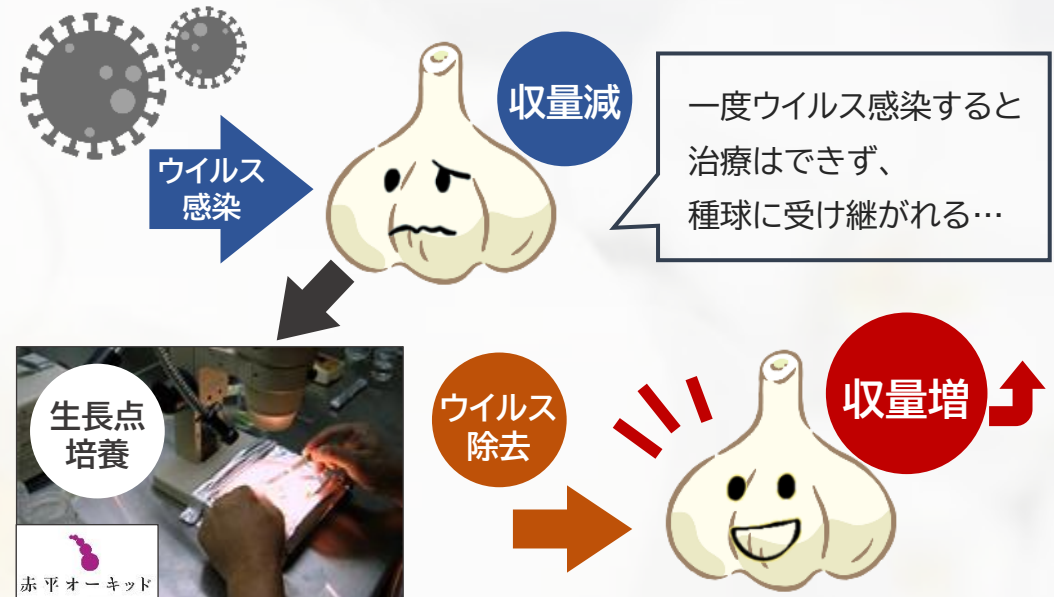 収量減
一度ウイルス感染すると
治療はできず、
種球に受け継がれる…
ウイルス
感染
生長点
培養
赤平オーキッド
ウイルス
除去
収量増